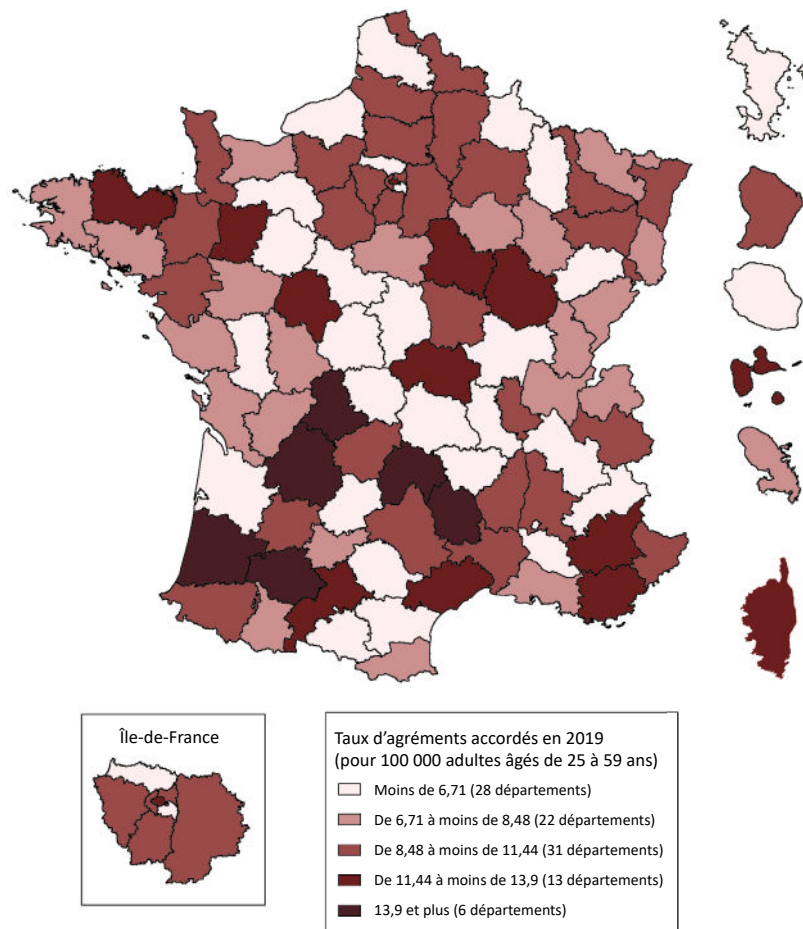 Île-de-France
Taux d’agréments accordés en 2019
(pour 100 000 adultes âgés de 25 à 59 ans)
Moins de 6,71 (28 départements)
De 6,71 à moins de 8,48 (22 départements)
De 8,48 à moins de 11,44 (31 départements)
De 11,44 à moins de 13,9 (13 départements)
13,9 et plus (6 départements)